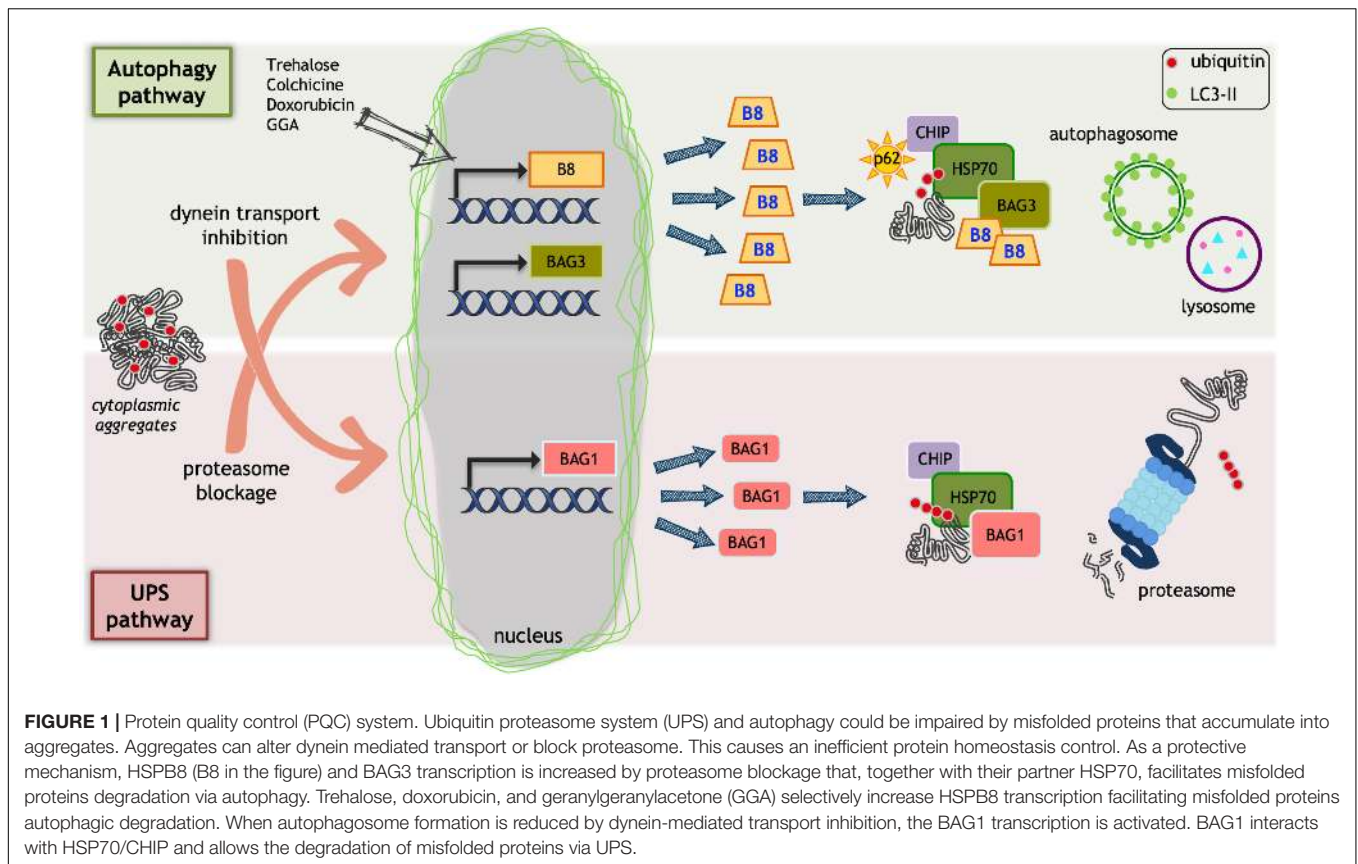 Autophagy
pathway
Trehalose
Colchicine
Doxorubicin
GGA
ubiquitin
LC3-II
B8
BAG3
B8
B8
B8
B8
B8
p62
CHIP
HSP70
BAG3
B8
B8
autophagosome
lysosome
dynein transport
inhibition
cytoplasmic
aggregates
proteasome
blockage
BAG1
BAG1
BAG1
BAG1
CHIP
HSP70
BAG1
proteasome
UPS
pathway
nucleus
FIGURE 1 | Protein quality control (PQC) system. Ubiquitin proteasome system (UPS) and autophagy could be impaired by misfolded proteins that accumulate into
aggregates. Aggregates can alter dynein mediated transport or block proteasome. This causes an inefficient protein homeostasis control. As a protective
mechanism, HSPB8 (B8 in the figure) and BAG3 transcription is increased by proteasome blockage that, together with their partner HSP70, facilitates misfolded
proteins degradation via autophagy. Trehalose, doxorubicin, and geranylgeranylacetone (GGA) selectively increase HSPB8 transcription facilitating misfolded proteins
autophagic degradation. When autophagosome formation is reduced by dynein-mediated transport inhibition, the BAG1 transcription is activated. BAG1 interacts
with HSP70/CHIP and allows the degradation of misfolded proteins via UPS.